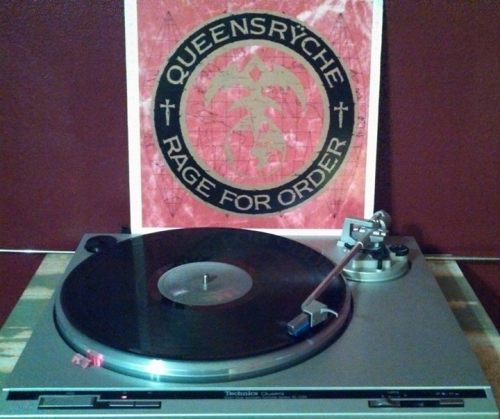 QUEENSRŸCHE
RAGE FOR ORDER
Technics